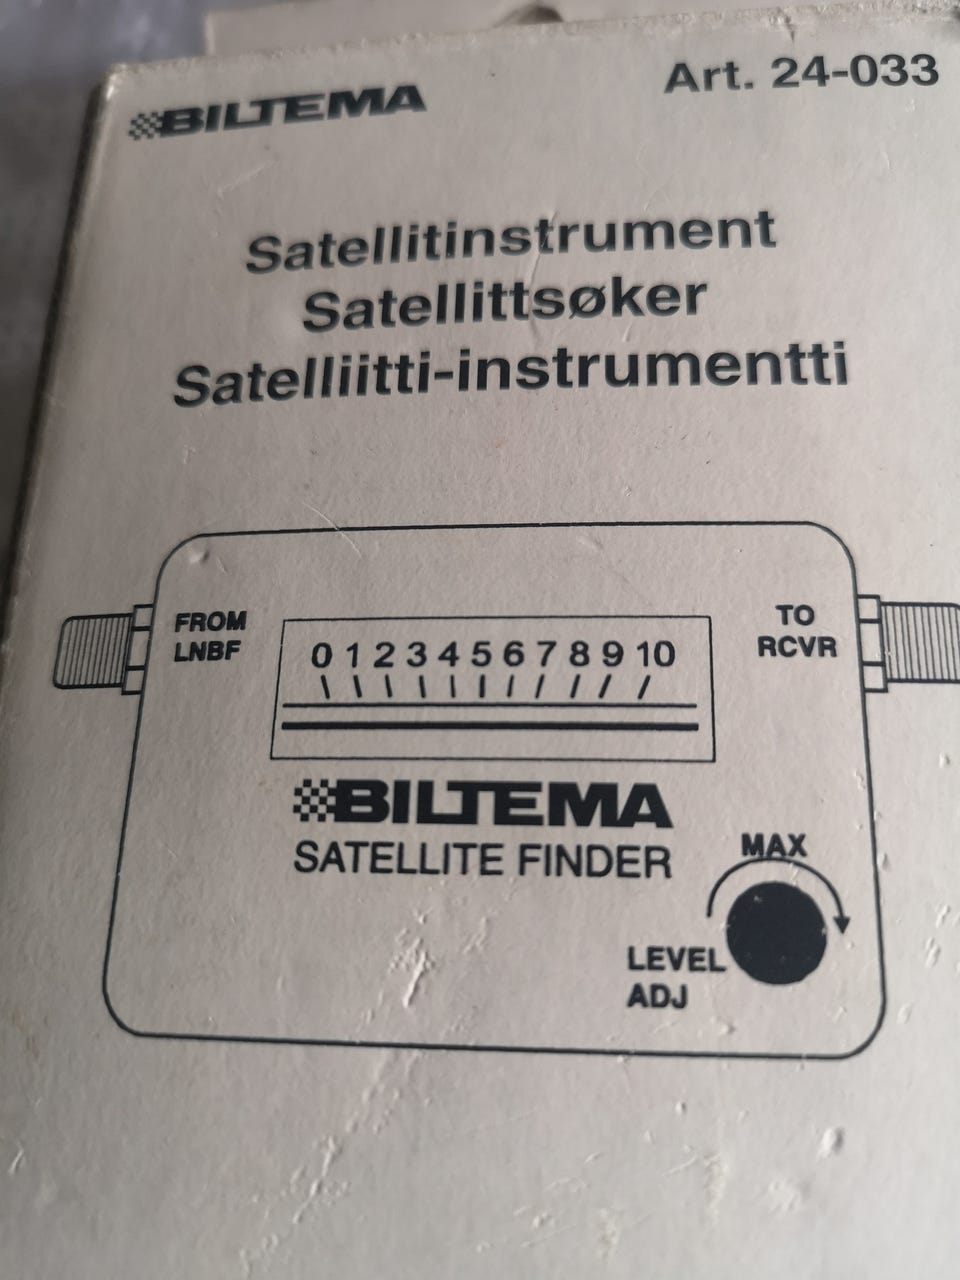 BILTEMA
Art. 24-033
Satellitinstrument
Satellittsøker
Satelliitti-instrumentti
FROM
LNBF
0 1 2 3 4 5 6 7 8 9 10
TO
RCVR
BILTEMA
SATELLITE FINDER
MAX
LEVEL
ADJ